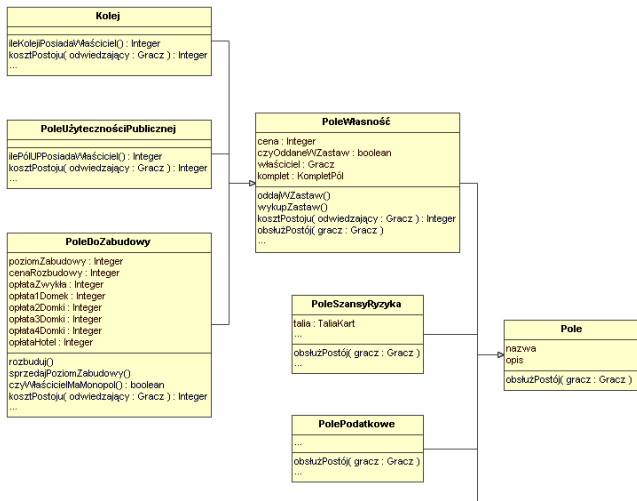 Kolej
ileKolejiPosiadaWłaściciel() : Integer
kosztPostoju( odwiedzający : Gracz ) : Integer
...
PoleUżytecznościPublicznej
ilePólUPPosiadaWłaściciel() : Integer
kosztPostoju( odwiedzający : Gracz ) : Integer
...
PoleDoZabudowy
poziomZabudowy : Integer
cenaRozbudowy : Integer
opłataZwykła : Integer
opłata1Domek : Integer
opłata2Domki : Integer
opłata3Domki : Integer
opłata4Domki : Integer
opłataHotel : Integer
rozbuduj()
sprzedajPoziomZabudowy()
czyWłaścicielMaMonopol() : boolean
kosztPostoju( odwiedzający : Gracz ) : Integer
...
PoleWłasność
cena : Integer
czyOddaneWZastaw : boolean
właściciel : Gracz
komplet : KompletPól
oddajWZastaw()
wykupZastaw()
kosztPostoju( odwiedzający : Gracz ) : Integer
obsłużPostój( gracz : Gracz )
...
PoleSzansyRyzyka
talia : TaliaKart
...
obsłużPostój( gracz : Gracz )
...
PolePodatkowe
...
obsłużPostój( gracz : Gracz )
...
Pole
nazwa
opis
obsłużPostój( gracz : Gracz )